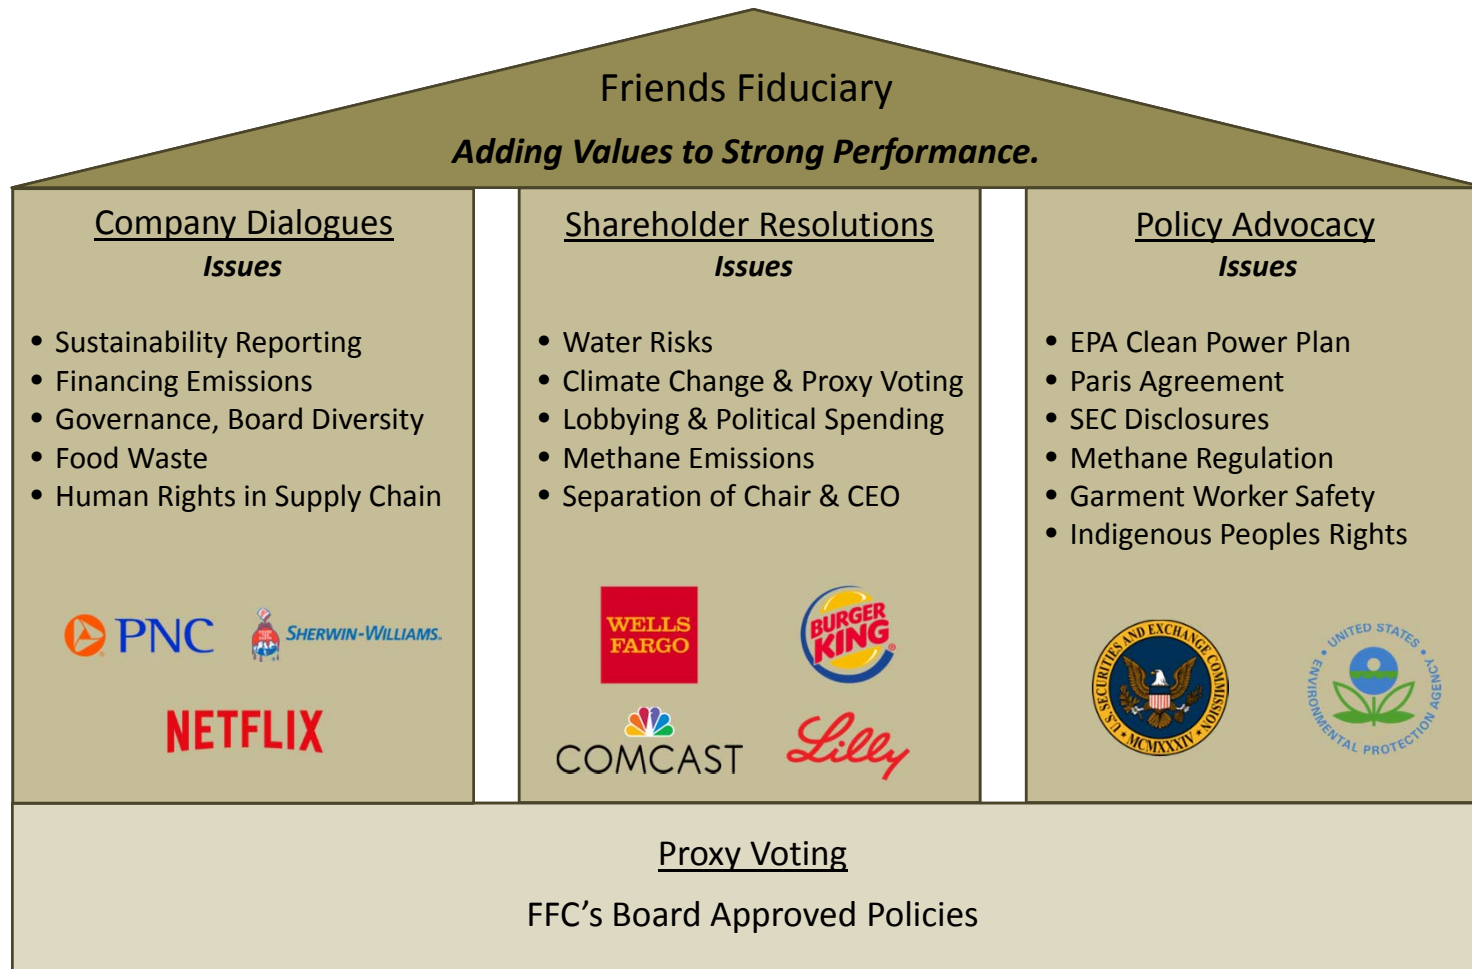 Friends Fiduciary
Adding Values to Strong Performance.
Company Dialogues
Issues
• Sustainability Reporting
• Financing Emissions
• Governance, Board Diversity
• Food Waste
• Human Rights in Supply Chain
PNC
SHERWIN-WILLIAMS.
NETFLIX
Shareholder Resolutions
Issues
• Water Risks
• Climate Change & Proxy Voting
• Lobbying & Political Spending
• Methane Emissions
• Separation of Chair & CEO
WELLS
FARGO
BURGER
KING
®
COMCAST
Lilly
Policy Advocacy
Issues
• EPA Clean Power Plan
• Paris Agreement
• SEC Disclosures
• Methane Regulation
• Garment Worker Safety
• Indigenous Peoples Rights
U.S. SECURITIES AND EXCHANGE COMMISSION
MCMXXXIV
UNITED STATES
ENVIRONMENTAL PROTECTION AGENCY
Proxy Voting
FFC's Board Approved Policies